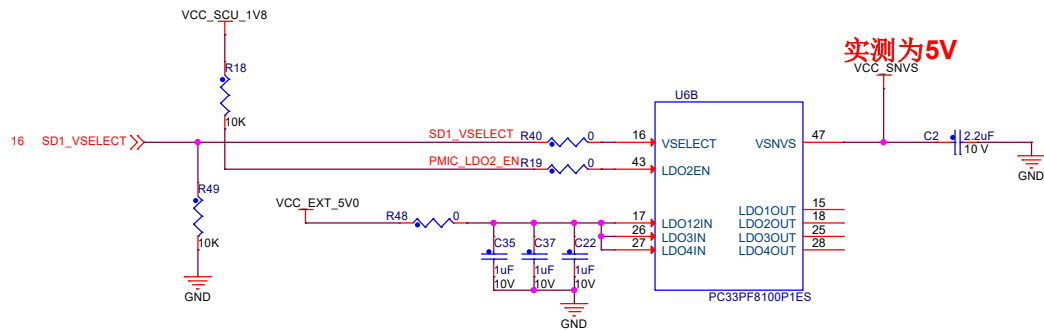 VCC_SCU_1V8
实测为5V
VCC_SNVS
R18
10K
U6B
16 SD1_VSELECT
SD1_VSELECT R40 0 16 VSELECT
VSNVS 47
C2 2.2uF
10 V
GND
PMIC_LDO2_EN R19 0 43 LDO2EN
R49
10K
GND
VCC_EXT_5V0
R48 0
17 LDO12IN
26 LDO3IN
27 LDO4IN
LDO1OUT 15
LDO2OUT 18
LDO3OUT 25
LDO4OUT 28
C35 C37 C22
1uF 1uF 1uF
10V 10V 10V
GND
PC33PF8100P1ES